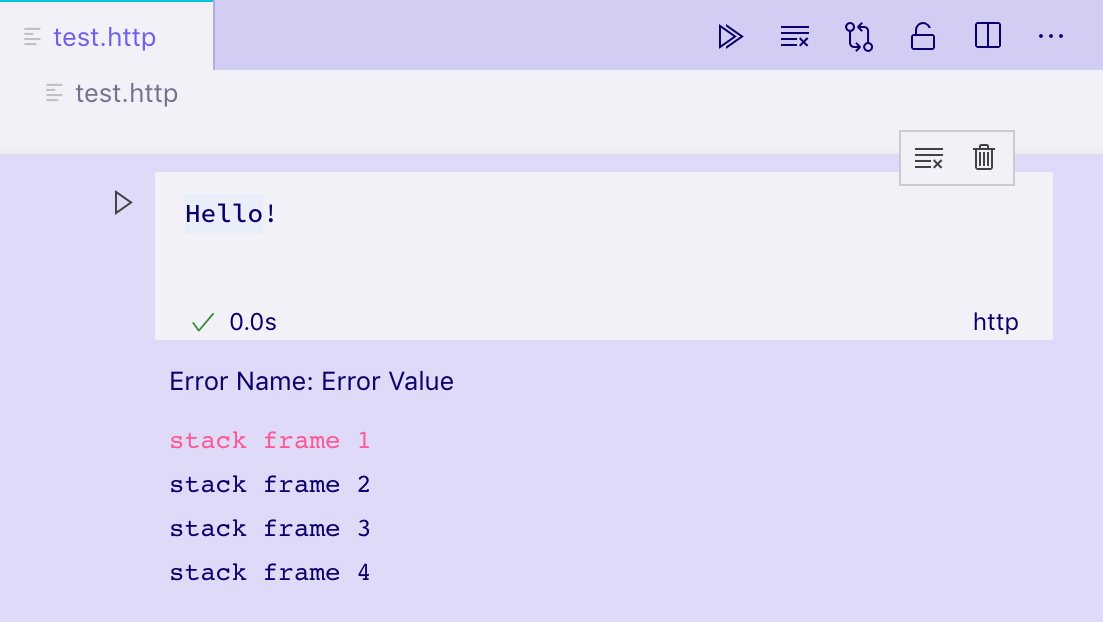 test.http
test.http
Hello!
0.0s
http
Error Name: Error Value
stack frame 1
stack frame 2
stack frame 3
stack frame 4